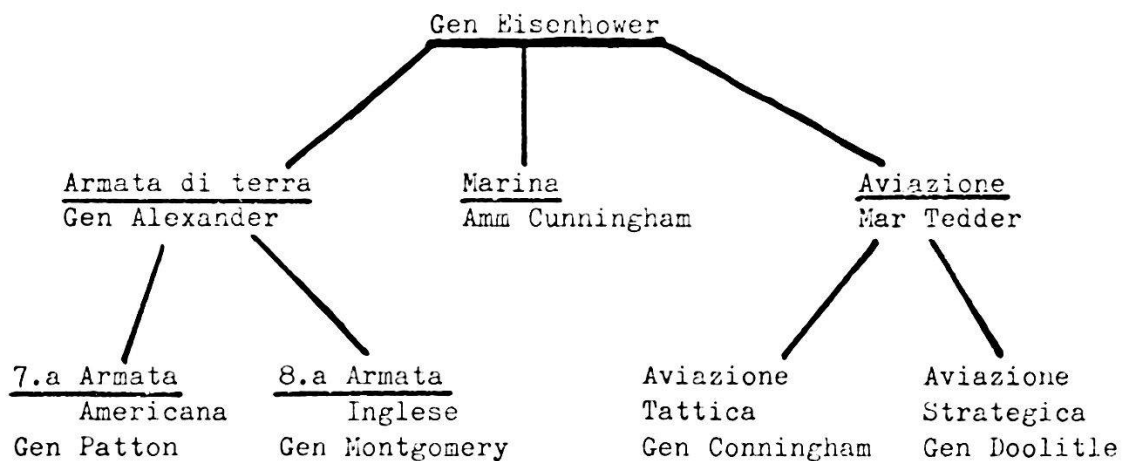 Gen Eisenhower
Armata di terra
Gen Alexander
Marina
Amm Cunningham
Aviazione
Mar Tedder
7.a Armata
Americana
Gen Patton
8.a Armata
Inglese
Gen Montgomery
Aviazione
Tattica
Gen Conningham
Aviazione
Strategica
Gen Doolitle